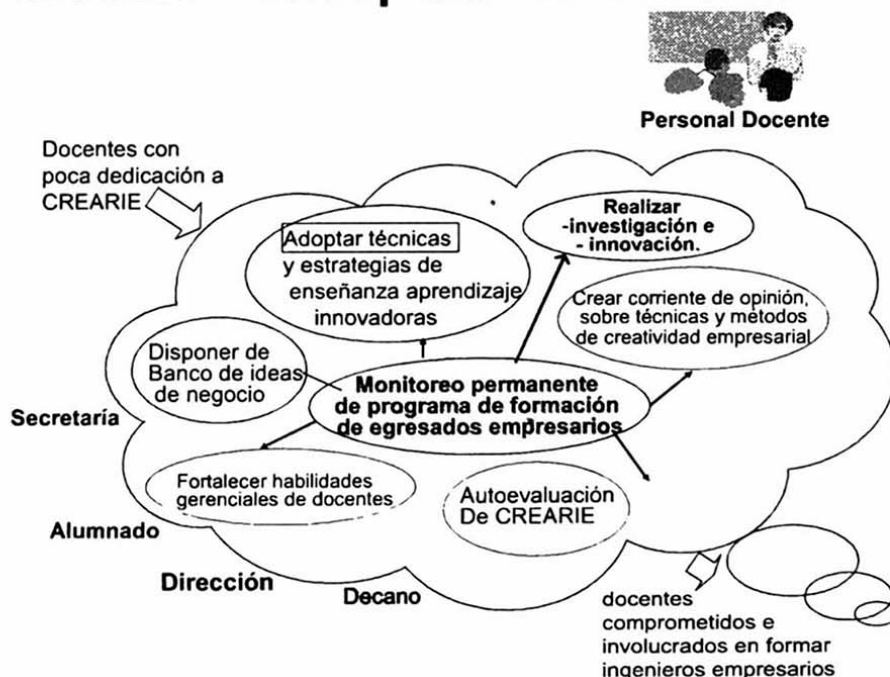 Personal Docente
Docentes con
poca dedicación a
CREARIE
Realizar
-investigación e
- innovación.
Adoptar técnicas
y estrategias de
enseñanza aprendizaje
innovadoras
Crear corriente de opinión,
sobre técnicas y métodos
de creatividad empresarial
Disponer de
Banco de ideas
de negocio
Monitoreo permanente
de programa de formación
de egresados empresarios
Secretaría
Fortalecer habilidades
gerenciales de docentes
Autoevaluación
De CREARIE
Alumnado
Dirección
Decano
docentes
comprometidos e
involucrados en formar
ingenieros empresarios